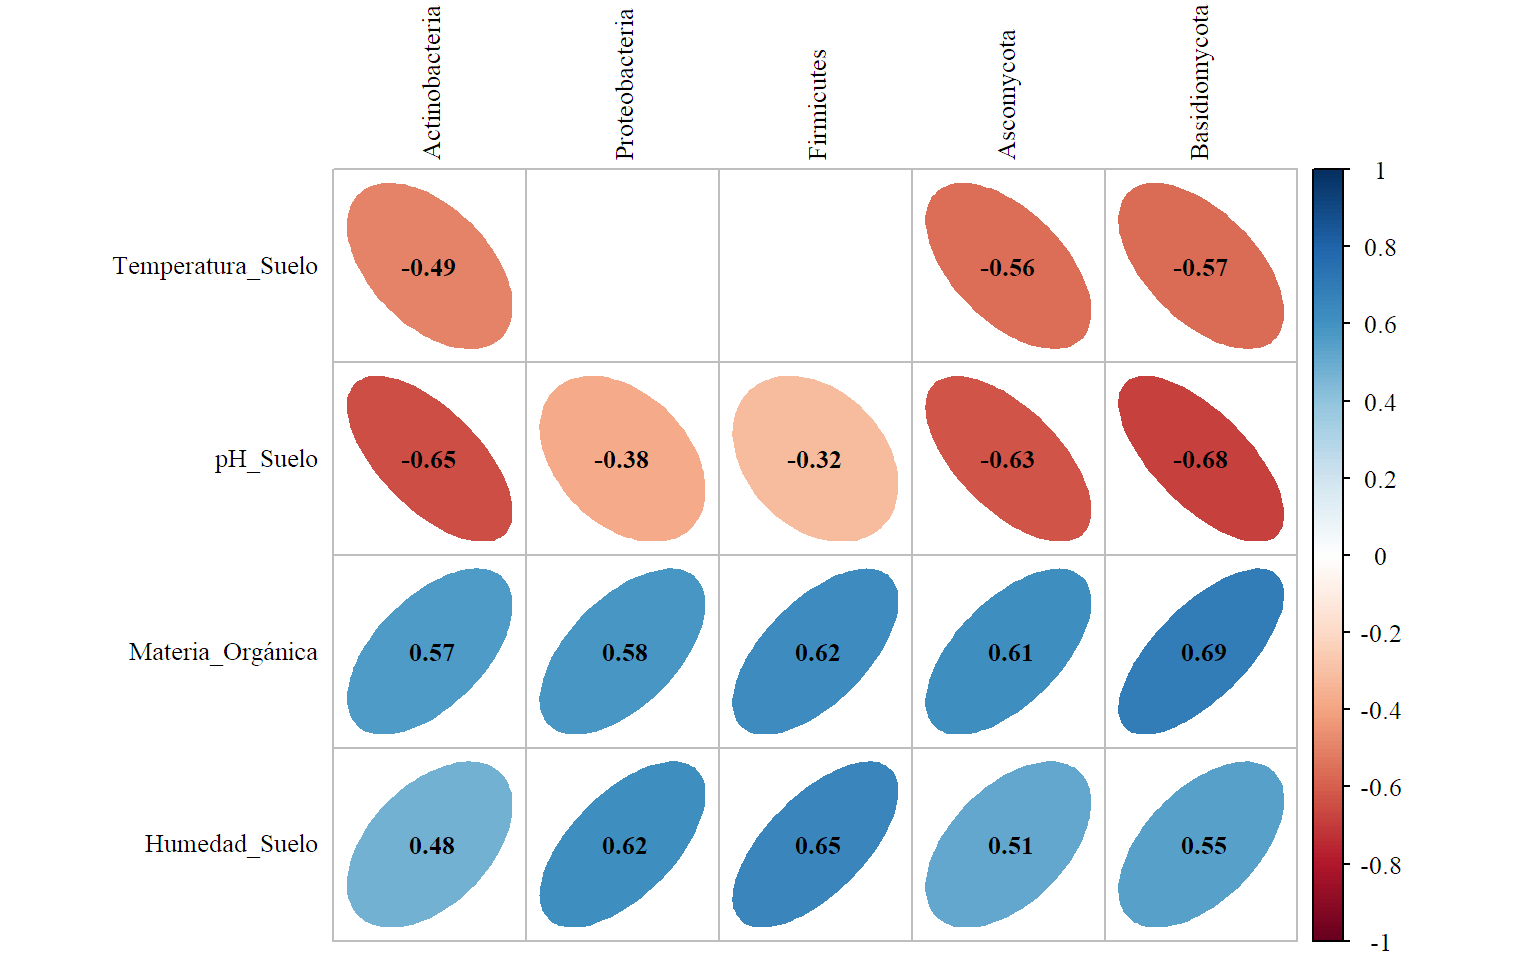 Actinobacteria Proteobacteria Firmicutes Ascomycota Basidiomycota
Temperatura_Suelo -0.49 -0.56 -0.57
pH_Suelo -0.65 -0.38 -0.32 -0.63 -0.68
Materia_Orgánica 0.57 0.58 0.62 0.61 0.69
Humedad_Suelo 0.48 0.62 0.65 0.51 0.55
1
0.8
0.6
0.4
0.2
0
-0.2
-0.4
-0.6
-0.8
-1